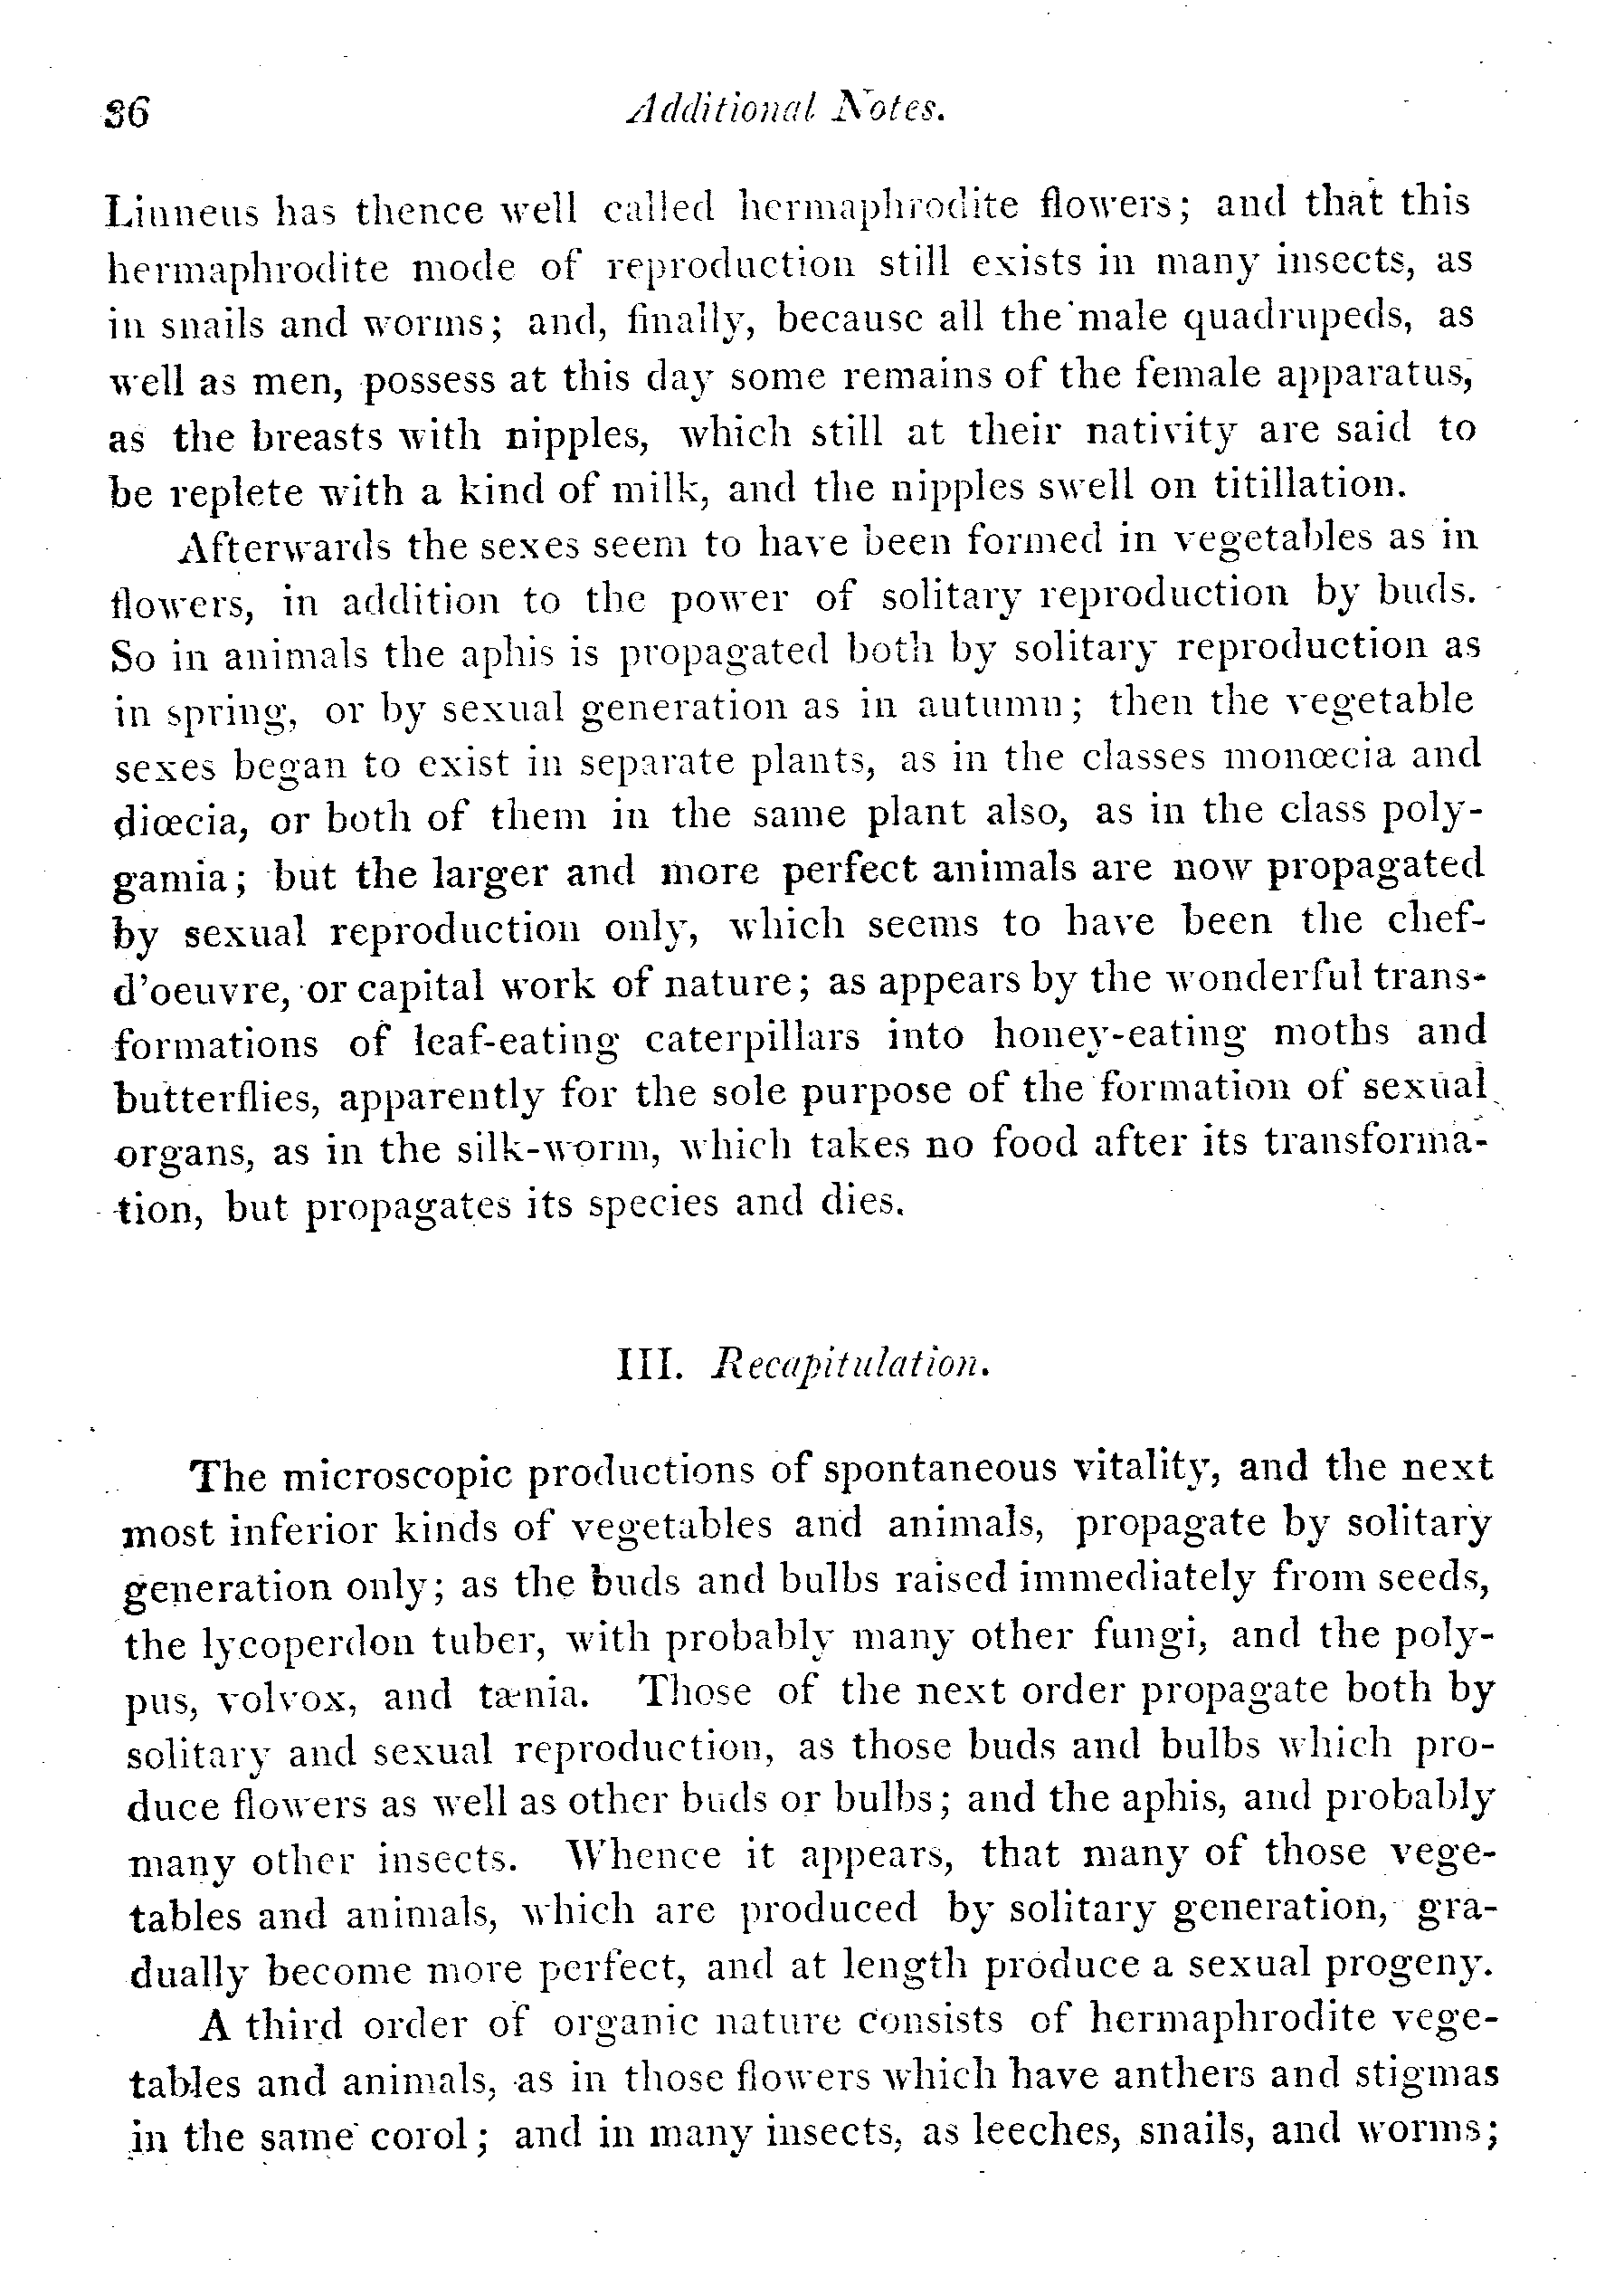 36 Additional Notes.
Linneus has thence well called hermaphrodite flowers; and that this
hermaphrodite mode of reproduction still exists in many insects, as
in snails and worms; and, finally, because all the male quadrupeds, as
well as men, possess at this day some remains of the female apparatus,
as the breasts with nipples, which still at their nativity are said to
be replete with a kind of milk, and the nipples swell on titillation.
Afterwards the sexes seem to have been formed in vegetables as in
flowers, in addition to the power of solitary reproduction by buds.
So in animals the aphis is propagated both by solitary reproduction as
in spring, or by sexual generation as in autumn; then the vegetable
sexes began to exist in separate plants, as in the classes monœcia and
diœcia, or both of them in the same plant also, as in the class poly-
gamia; but the larger and more perfect animals are now propagated
by sexual reproduction only, which seems to have been the chef-
d'oeuvre, or capital work of nature; as appears by the wonderful trans-
formations of leaf-eating caterpillars into honey-eating moths and
butterflies, apparently for the sole purpose of the formation of sexual
organs, as in the silk-worm, which takes no food after its transforma-
tion, but propagates its species and dies.
III. Recapitulation.
The microscopic productions of spontaneous vitality, and the next
most inferior kinds of vegetables and animals, propagate by solitary
generation only; as the buds and bulbs raised immediately from seeds,
the lycoperdon tuber, with probably many other fungi, and the poly-
pus, volvox, and tænia. Those of the next order propagate both by
solitary and sexual reproduction, as those buds and bulbs which pro-
duce flowers as well as other buds or bulbs; and the aphis, and probably
many other insects. Whence it appears, that many of those vege-
tables and animals, which are produced by solitary generation, gra-
dually become more perfect, and at length produce a sexual progeny.
A third order of organic nature consists of hermaphrodite vege-
tables and animals, as in those flowers which have anthers and stigmas
in the same corol; and in many insects, as leeches, snails, and worms;